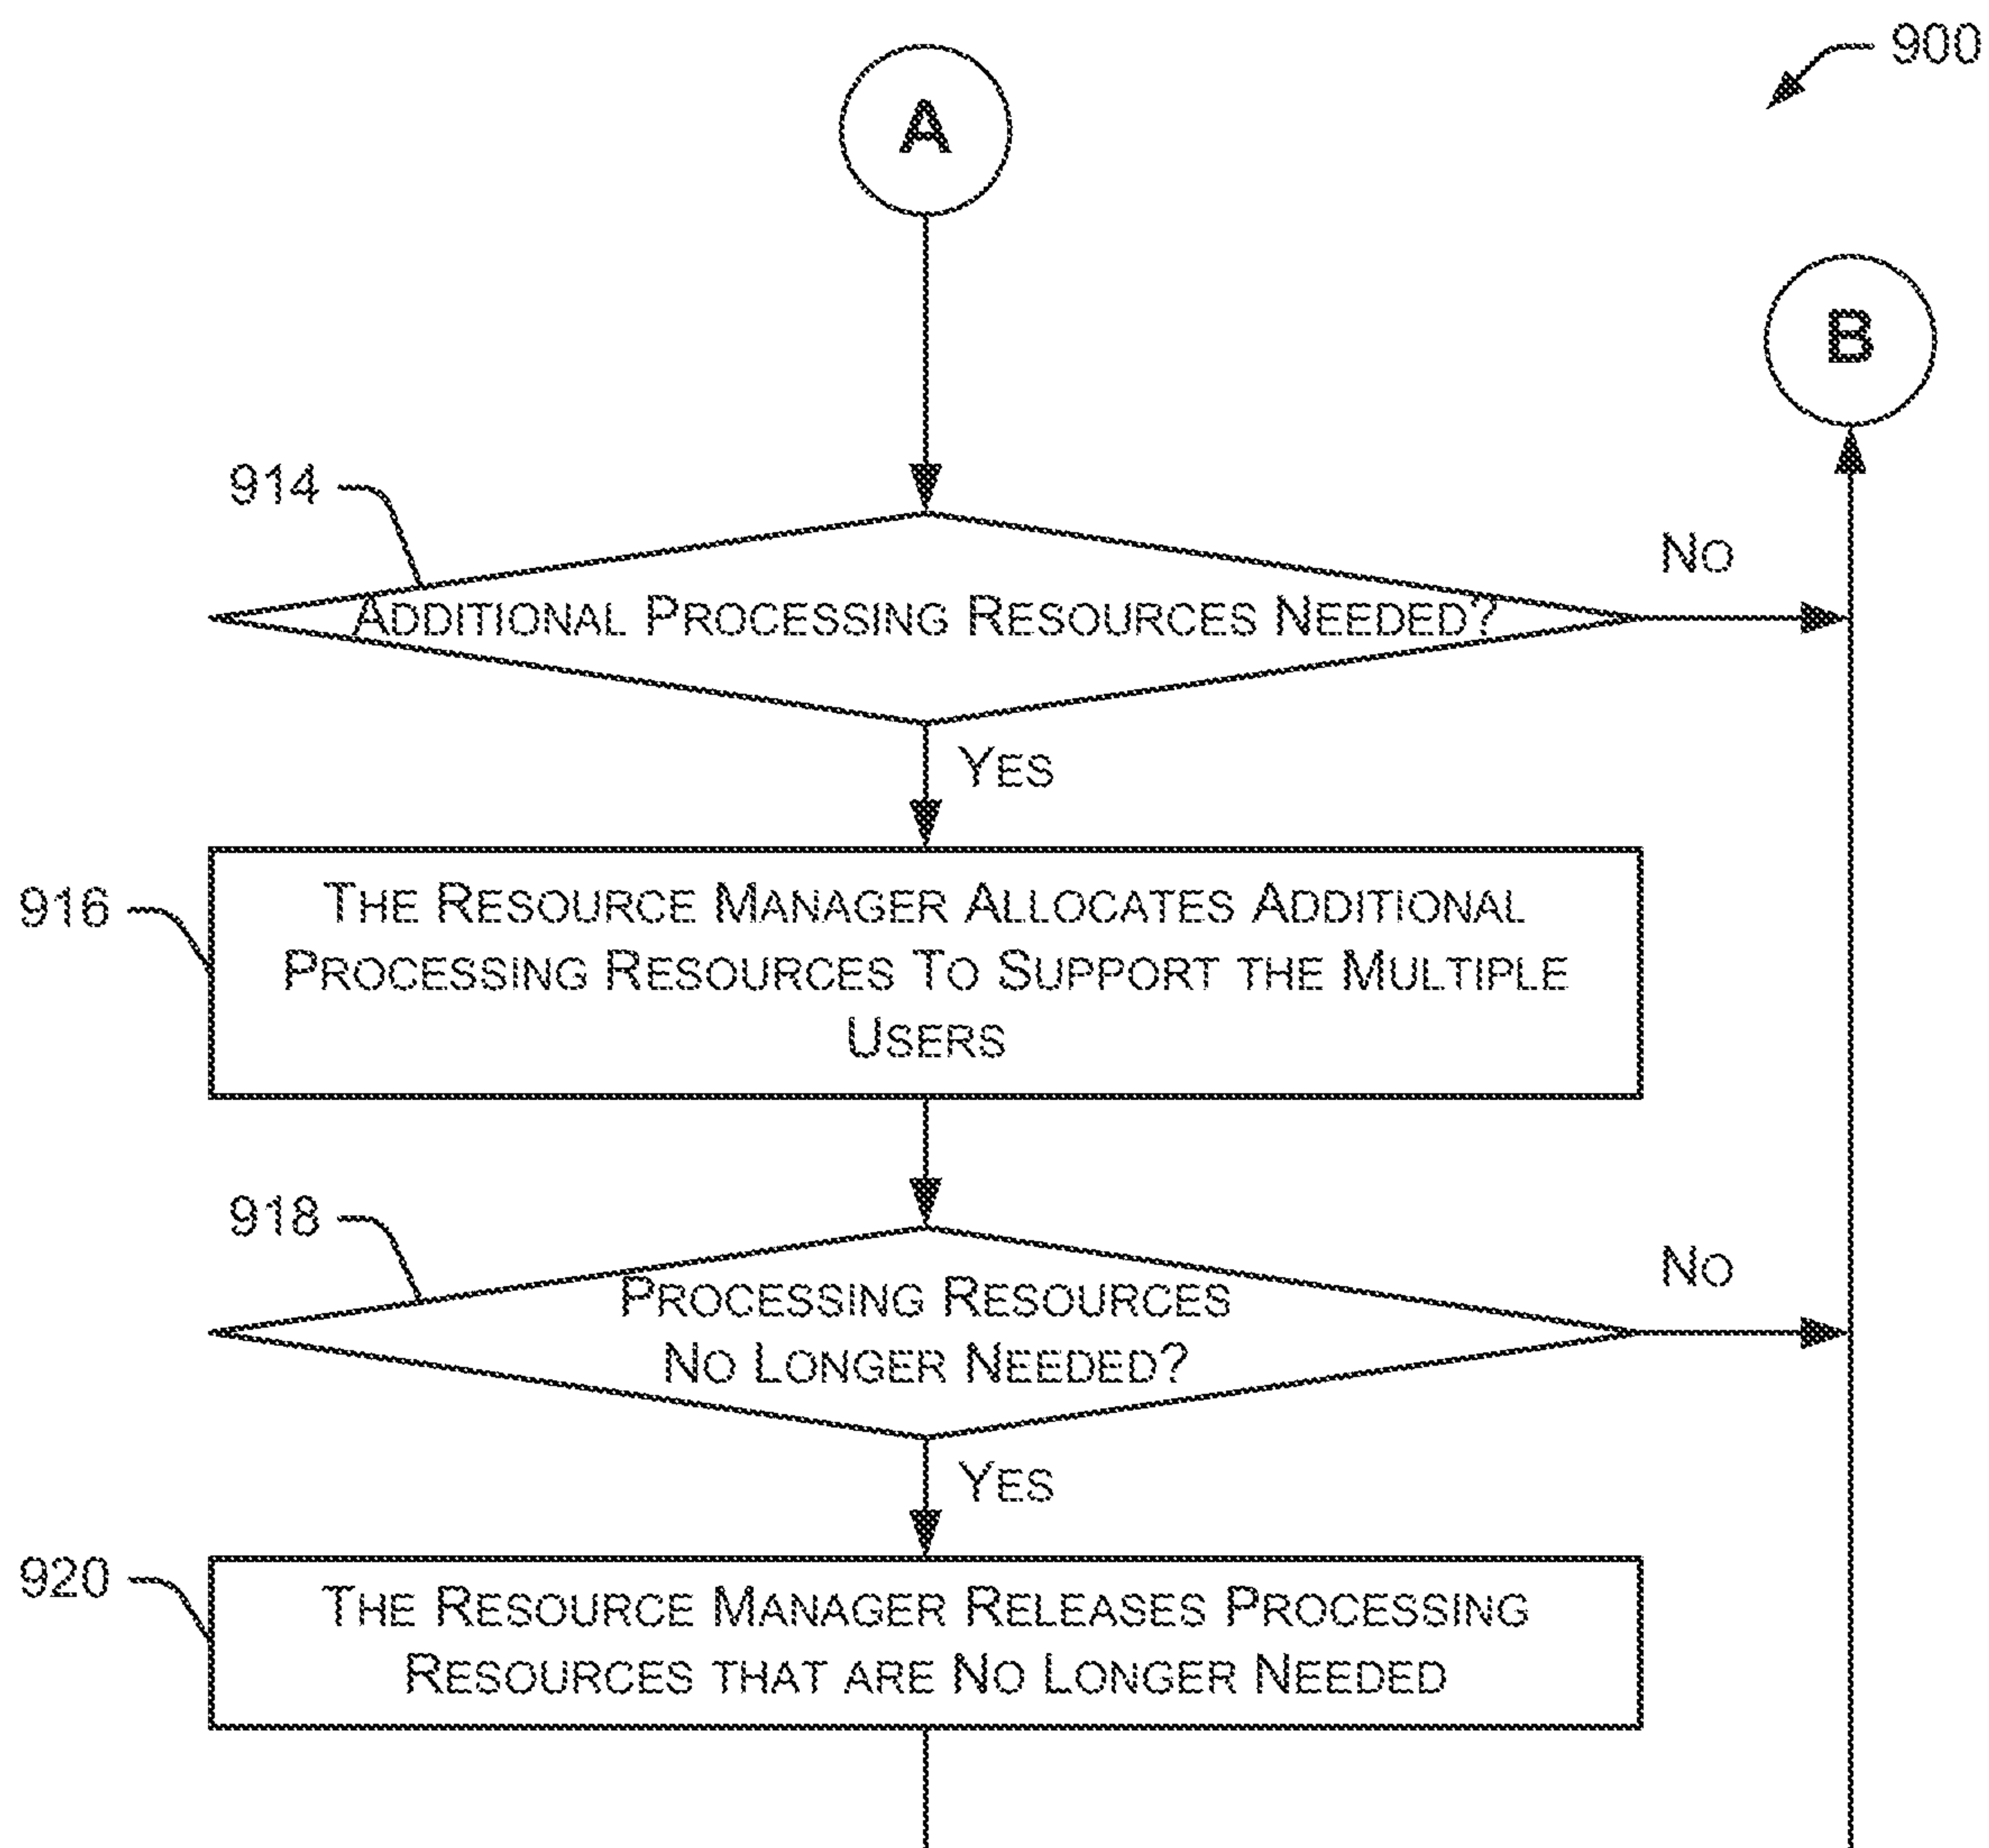 900
A
B
914
ADDITIONAL PROCESSING RESOURCES NEEDED?
NO
YES
916
THE RESOURCE MANAGER ALLOCATES ADDITIONAL
PROCESSING RESOURCES TO SUPPORT THE MULTIPLE
USERS
918
PROCESSING RESOURCES
NO LONGER NEEDED?
NO
YES
920
THE RESOURCE MANAGER RELEASES PROCESSING
RESOURCES THAT ARE NO LONGER NEEDED